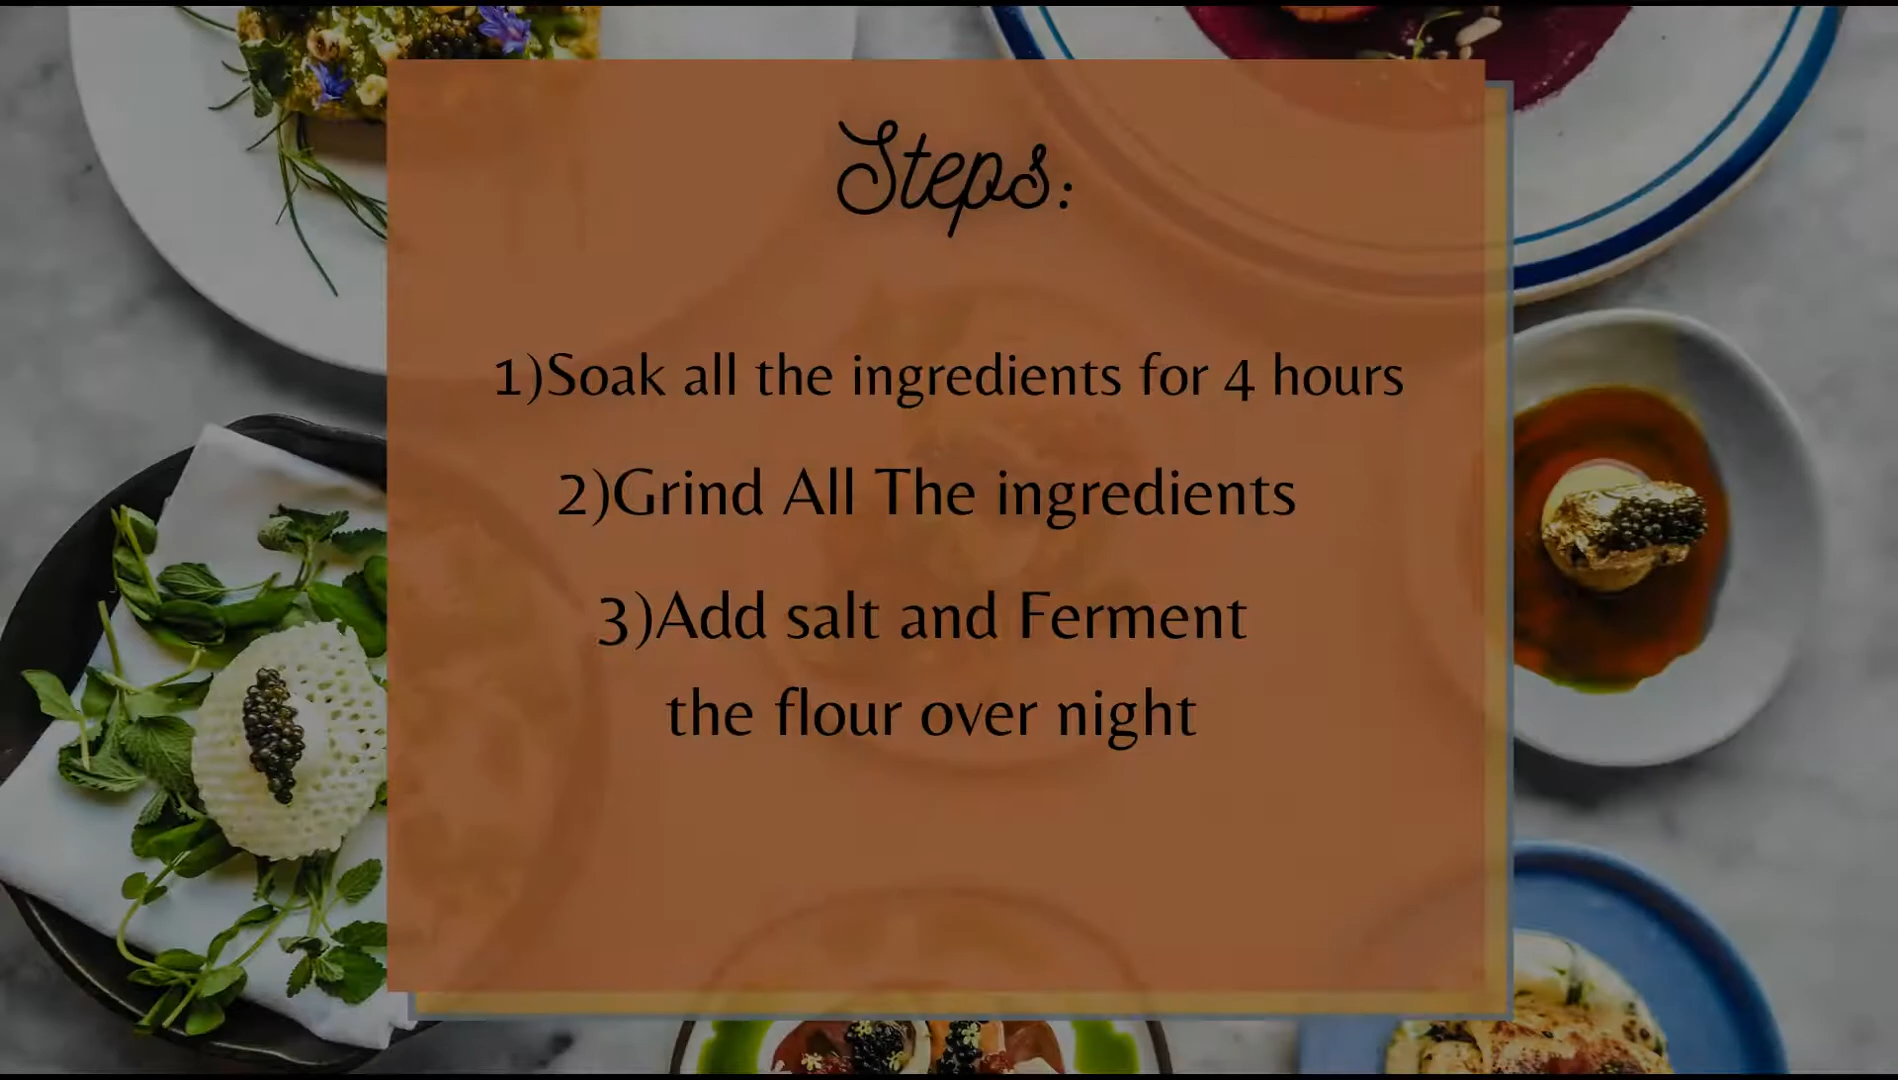 Steps:
1)Soak all the ingredients for 4 hours
2)Grind All The ingredients
3)Add salt and Ferment
the flour over night